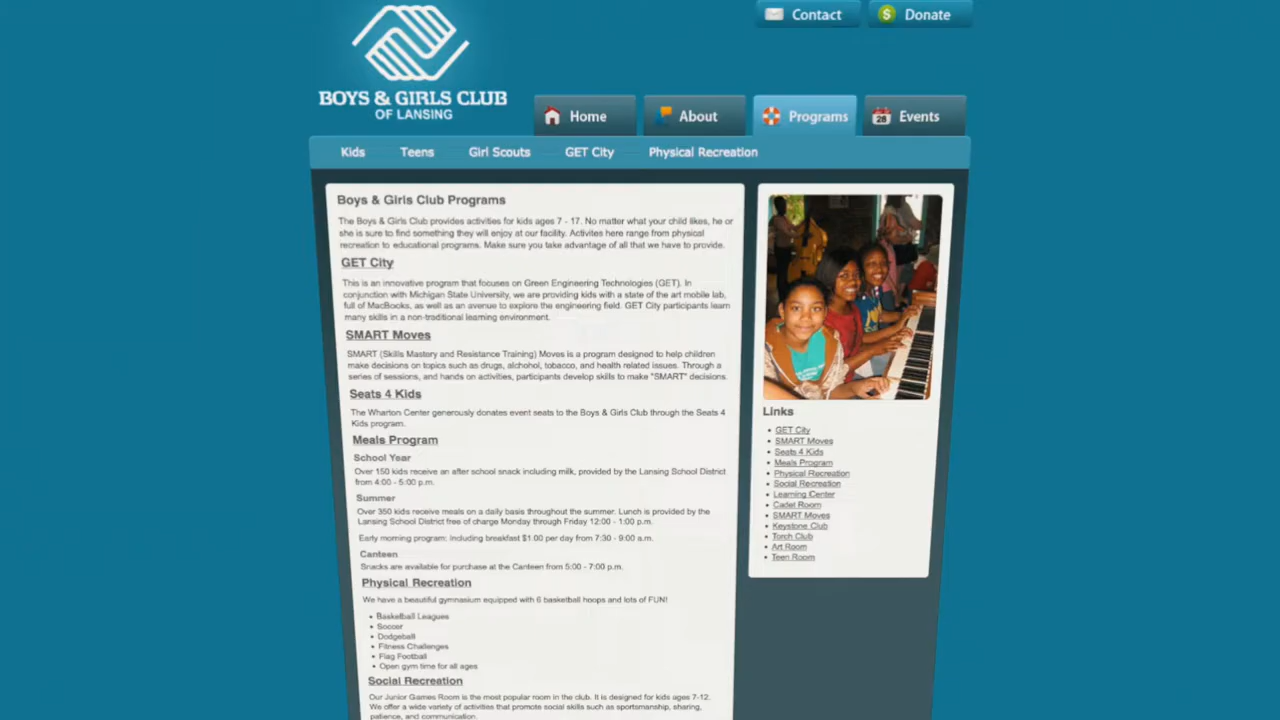 Contact
Donate
BOYS & GIRLS CLUB
OF LANSING
Home
About
Programs
28
Events
Kids
Teens
Girl Scouts
GET City
Physical Recreation
Boys & Girls Club Programs
The Boys & Girls Club provides activities for kids ages 7 - 17. No matter what your child likes, he or
she is sure to find something they will enjoy at our facility. Activites here range from physical
recreation to educational programs. Make sure you take advantage of all that we have to provide.
GET City
This is an innovative program that focuses on Green Engineering Technologies (GET). In
conjunction with Michigan State University, we are providing kids with a state of the art mobile lab,
full of MacBooks, as well as an avenue to explore the engineering field. GET City participants learn
many skills in a non-traditional learning environment.
SMART Moves
SMART (Skills Mastery and Resistance Training) Moves is a program designed to help children
make decisions on topics such as drugs, alchohol, tobacco, and health related issues. Through a
series of sessions, and hands on activities, participants develop skills to make "SMART" decisions.
Seats 4 Kids
The Wharton Center generously donates event seats to the Boys & Girls Club through the Seats 4
Kids program.
Meals Program
School Year
Over 150 kids receive an after school snack including milk, provided by the Lansing School District
from 4:00 - 5:00 p.m.
Summer
Over 350 kids receive meals on a daily basis throughout the summer. Lunch is provided by the
Lansing School District free of charge Monday through Friday 12:00 - 1:00 p.m.
Early morning program: Including breakfast $1.00 per day from 7:30 - 9:00 a.m.
Canteen
Snacks are available for purchase at the Canteen from 5:00 - 7:00 p.m.
Physical Recreation
We have a beautiful gymnasium equipped with 6 basketball hoops and lots of FUN!
• Basketball Leagues
• Soccer
• Dodgeball
• Fitness Challenges
• Flag Football
• Open gym time for all ages
Social Recreation
Our Junior Games Room is the most popular room in the club. It is designed for kids ages 7-12.
We offer a wide variety of activities that promote social skills such as sportsmanship, sharing,
patience, and communication.
Links
• GET City
• SMART Moves
• Seats 4 Kids
• Meals Program
• Physical Recreation
• Social Recreation
• Learning Center
• Cadet Room
• SMART Moves
• Keystone Club
• Torch Club
• Art Room
• Teen Room